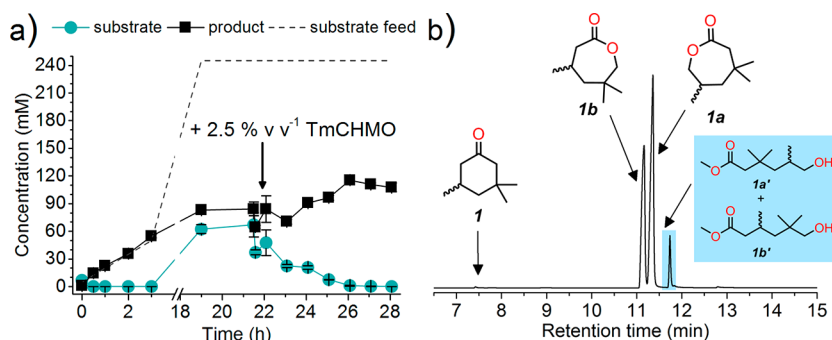 a)
substrate product substrate feed
Concentration (mM)
240
210
180
150
120
90
60
30
0
+ 2.5 % v v⁻¹ TmCHMO
0 2 18 20 22 24 26 28
Time (h)
b)
O
O
1b
O
O
1a
O
1
O
O
OH
1a'
+
O
O
OH
1b'
7 8 9 10 11 12 13 14 15
Retention time (min)